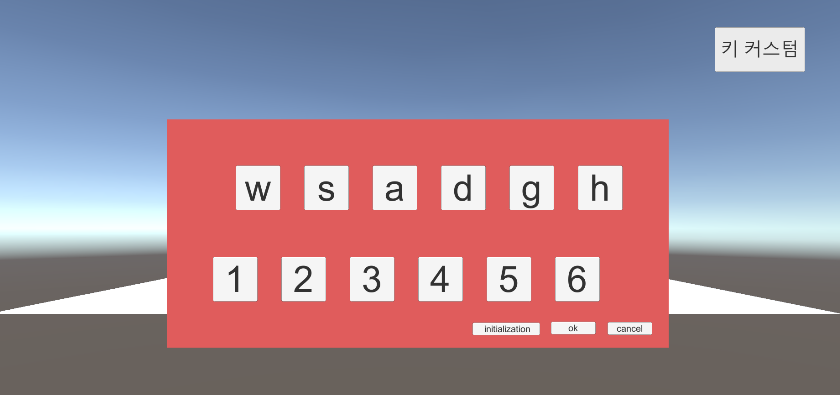 키 커스텀
w s a d g h
1 2 3 4 5 6
initialization ok cancel